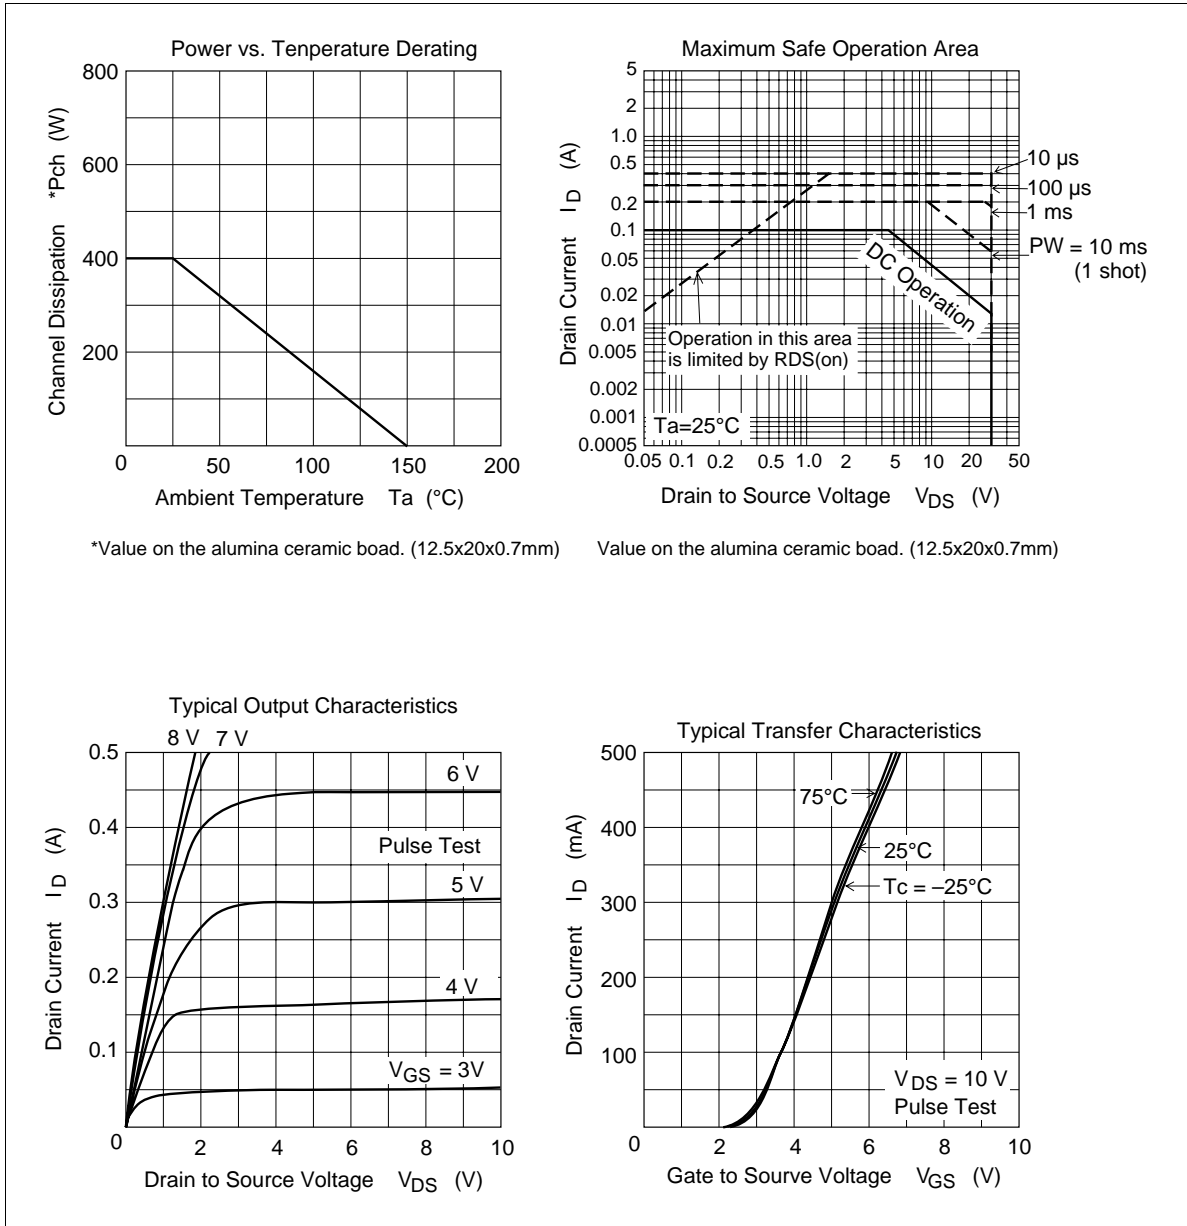 Power vs. Tenperature Derating
800
600
400
200
0
50
100
150
200
Channel Dissipation *Pch (W)
Ambient Temperature Ta (°C)
*Value on the alumina ceramic boad. (12.5x20x0.7mm)
Maximum Safe Operation Area
5
2
1.0
0.5
0.2
0.1
0.05
0.02
0.01
0.005
0.002
0.001
0.0005
0.05 0.1 0.2 0.5 1.0 2 5 10 20 50
Drain Current ID (A)
10 µs
100 µs
1 ms
PW = 10 ms
(1 shot)
DC Operation
Operation in this area
is limited by RDS(on)
Ta=25°C
Drain to Source Voltage VDS (V)
Value on the alumina ceramic boad. (12.5x20x0.7mm)
Typical Output Characteristics
8 V 7 V
0.5
0.4
0.3
0.2
0.1
0
2
4
6
8
10
Drain Current ID (A)
6 V
Pulse Test
5 V
4 V
VGS = 3V
Drain to Source Voltage VDS (V)
Typical Transfer Characteristics
500
400
300
200
100
0
2
4
6
8
10
Drain Current ID (mA)
75°C
25°C
Tc = –25°C
VDS = 10 V
Pulse Test
Gate to Sourve Voltage VGS (V)